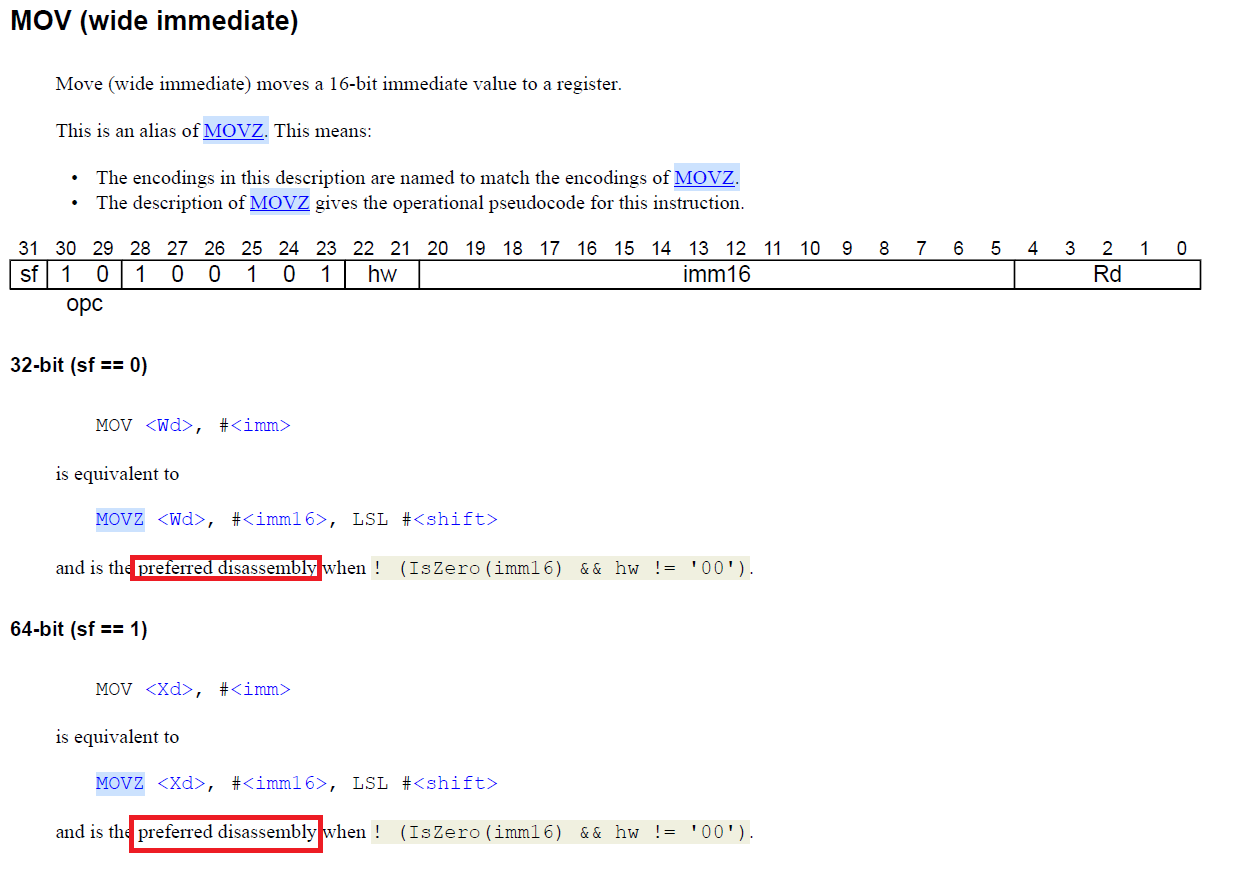 MOV (wide immediate)
Move (wide immediate) moves a 16-bit immediate value to a register.
This is an alias of MOVZ. This means:
• The encodings in this description are named to match the encodings of MOVZ.
• The description of MOVZ gives the operational pseudocode for this instruction.
31 30 29 28 27 26 25 24 23 22 21 20 19 18 17 16 15 14 13 12 11 10 9 8 7 6 5 4 3 2 1 0
sf 1 0 1 0 0 1 0 1 hw imm16 Rd
opc
32-bit (sf == 0)
MOV <Wd>, #<imm>
is equivalent to
MOVZ <Wd>, #<imm16>, LSL #<shift>
and is the preferred disassembly when ! (IsZero(imm16) && hw != '00').
64-bit (sf == 1)
MOV <Xd>, #<imm>
is equivalent to
MOVZ <Xd>, #<imm16>, LSL #<shift>
and is the preferred disassembly when ! (IsZero(imm16) && hw != '00').